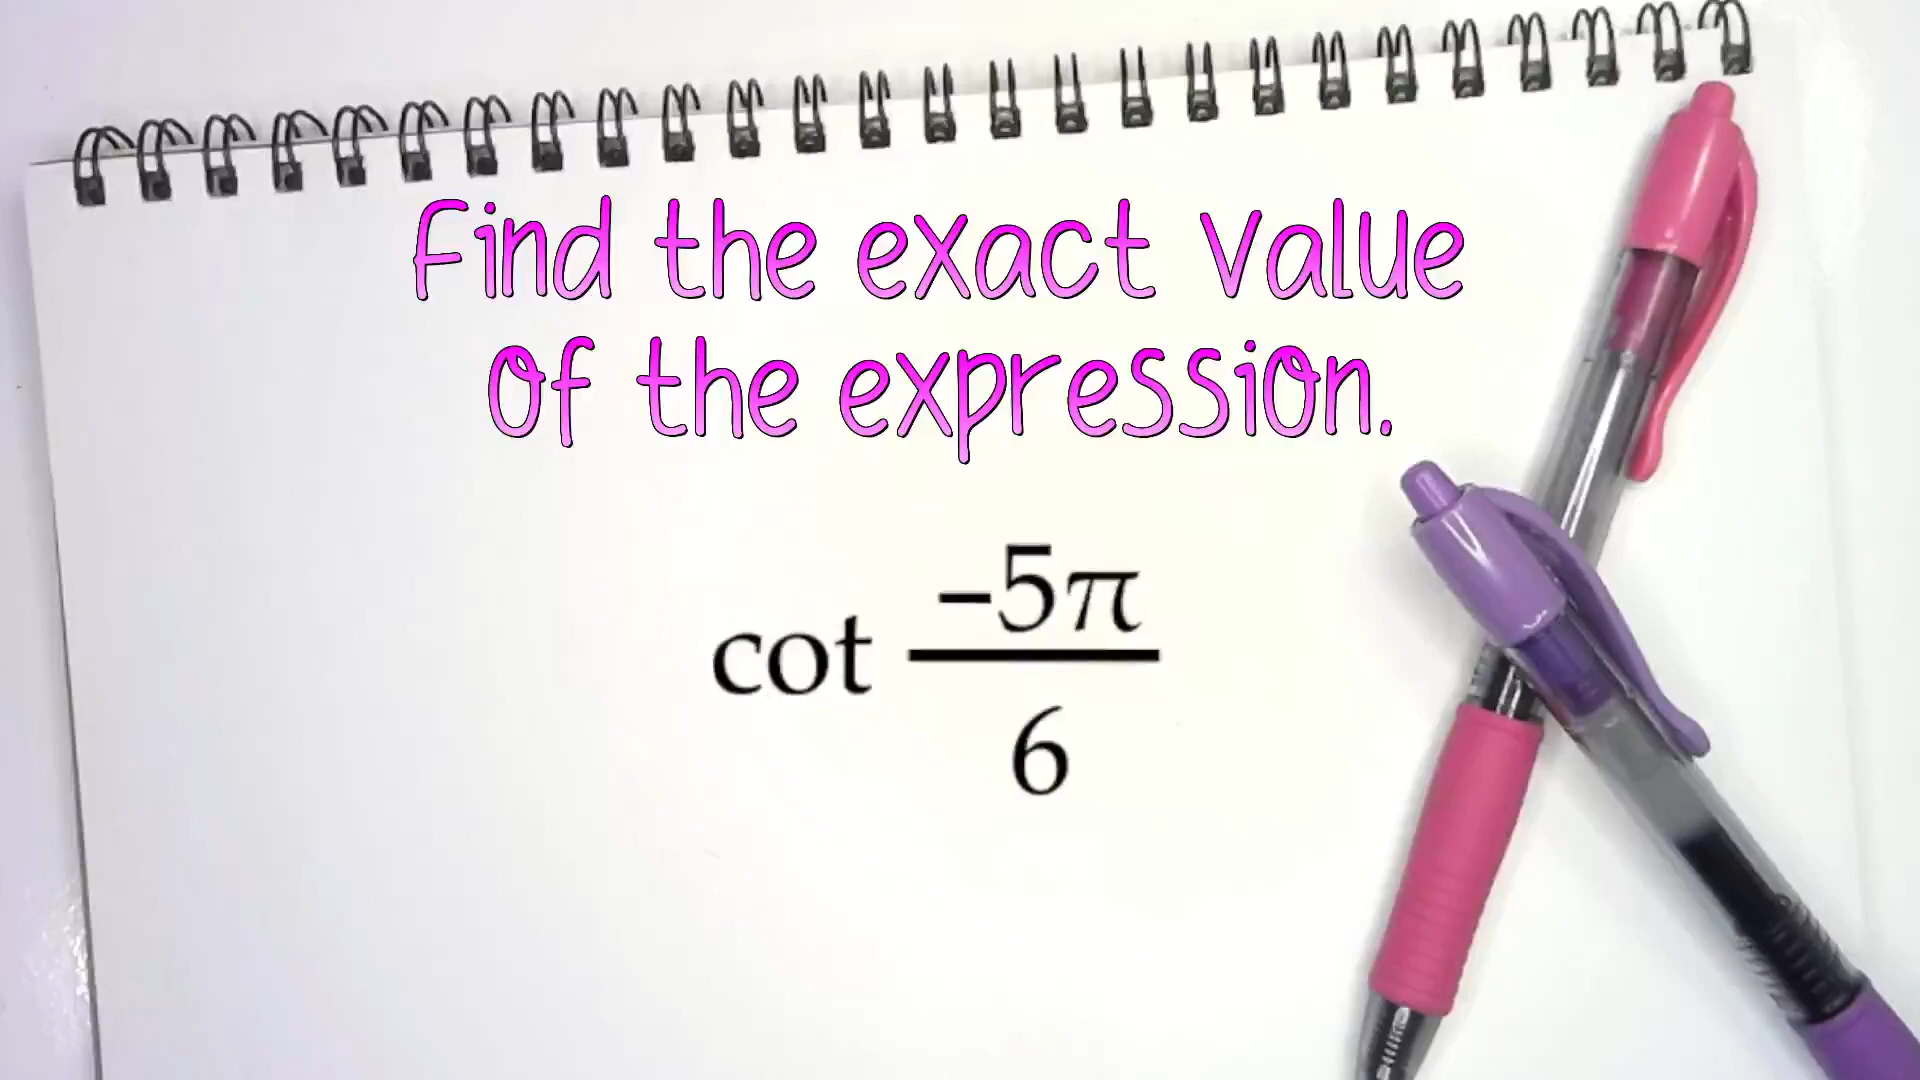 Find the exact value
of the expression.
cot -5π/6